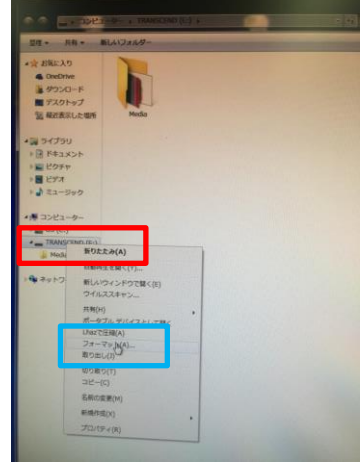 コンピューター ▸ TRANSCEND (E:) ▸
整理 ▾ 共有 ▾ 新しいフォルダー
お気に入り
OneDrive
ダウンロード
デスクトップ
最近表示した場所
Media
ライブラリ
ドキュメント
ピクチャ
ビデオ
ミュージック
コンピューター
TRANSCEND (E:)
折りたたみ(A)
Media
自動再生を開く(Y)...
ネットワ
新しいウィンドウで開く(E)
ウイルススキャン...
共有(H)
ポータブル デバイスとして開く
Lhazで圧縮(A)
フォーマット(A)...
取り出し(J)
切り取り(T)
コピー(C)
名前の変更(M)
新規作成(X)
プロパティ(R)